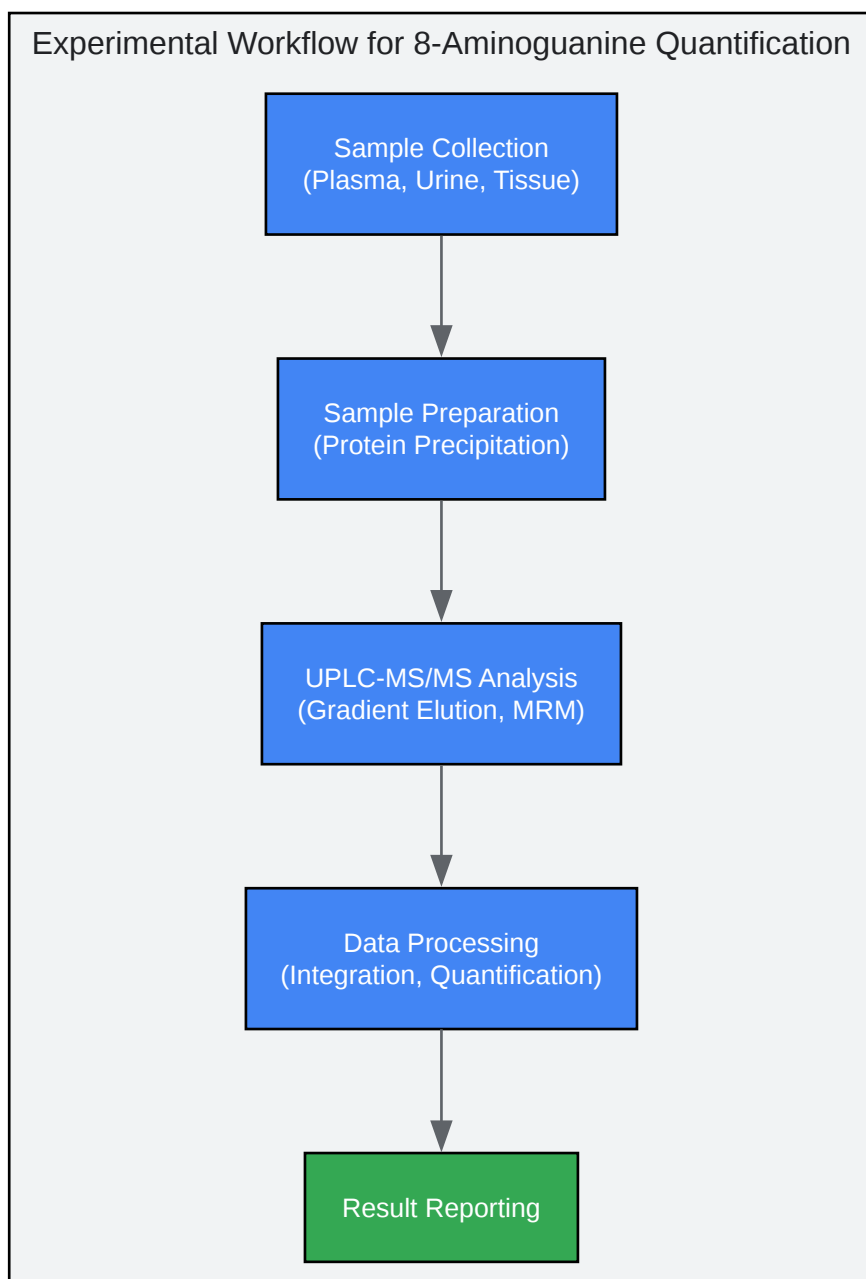 Experimental Workflow for 8-Aminoguanine Quantification
Sample Collection
(Plasma, Urine, Tissue)
Sample Preparation
(Protein Precipitation)
UPLC-MS/MS Analysis
(Gradient Elution, MRM)
Data Processing
(Integration, Quantification)
Result Reporting